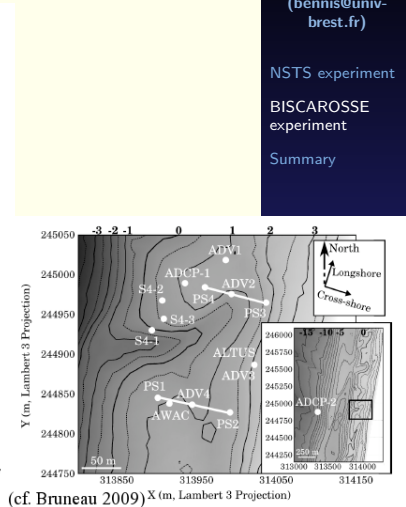 (bennis@univ-
brest.fr)
NSTS experiment
BISCAROSSE
experiment
Summary
-3 -2 -1 0 1 2 3
245050
245000
244950
244900
244850
244800
244750
Y (m, Lambert 3 Projection)
ADV1
ADCP-1
S4-2
ADV2
PS4
PS3
S4-3
S4-1
ALTUS
ADV3
PS1
ADV4
AWAC
PS2
50 m
North
Longshore
Cross-shore
-15 -10 -5 0
246000
245750
245500
245250
245000
244750
244500
244250
ADCP-2
250 m
313000 313500 314000
313850 313950 314050 314150
(cf. Bruneau 2009) X (m, Lambert 3 Projection)